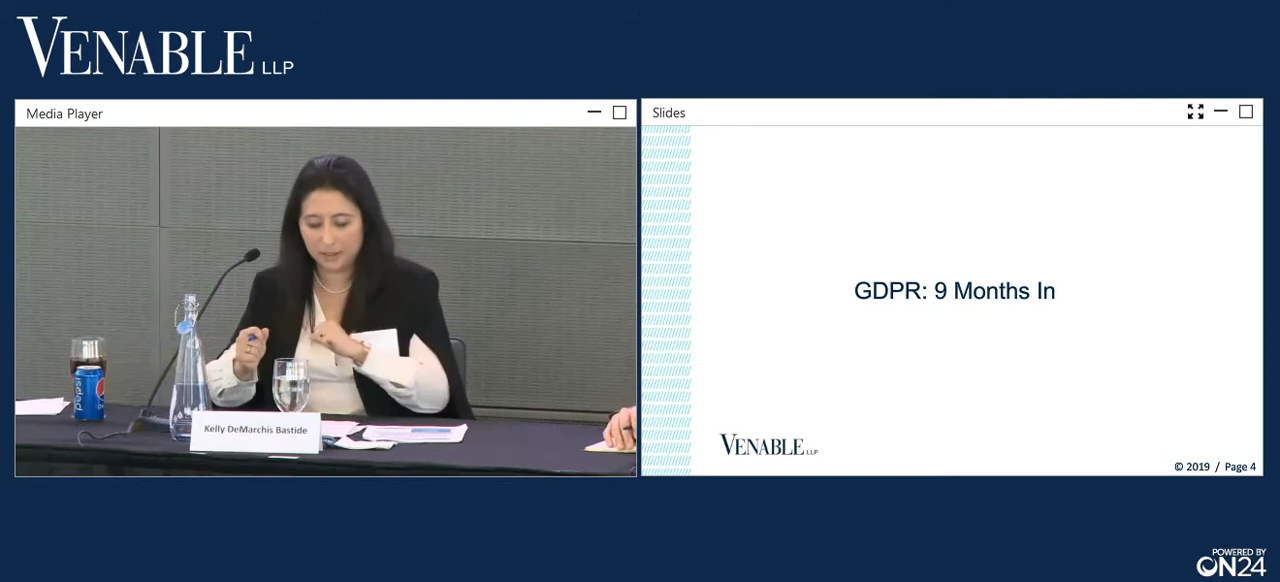 VENABLE LLP
Media Player
Slides
pepsi
Kelly DeMarchis Bastide
GDPR: 9 Months In
VENABLE LLP
© 2019 / Page 4
POWERED BY
ON24